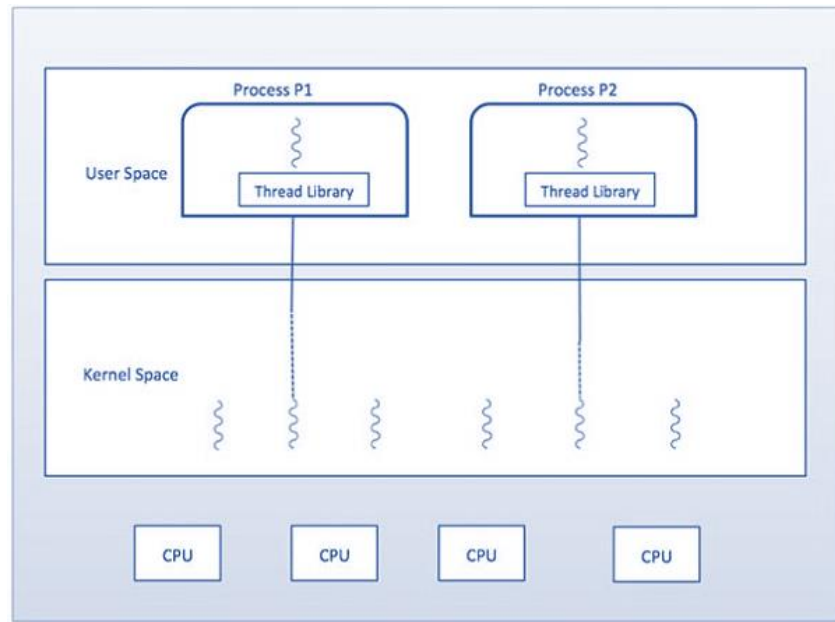 Process P1
Process P2
User Space
Thread Library
Thread Library
Kernel Space
CPU
CPU
CPU
CPU